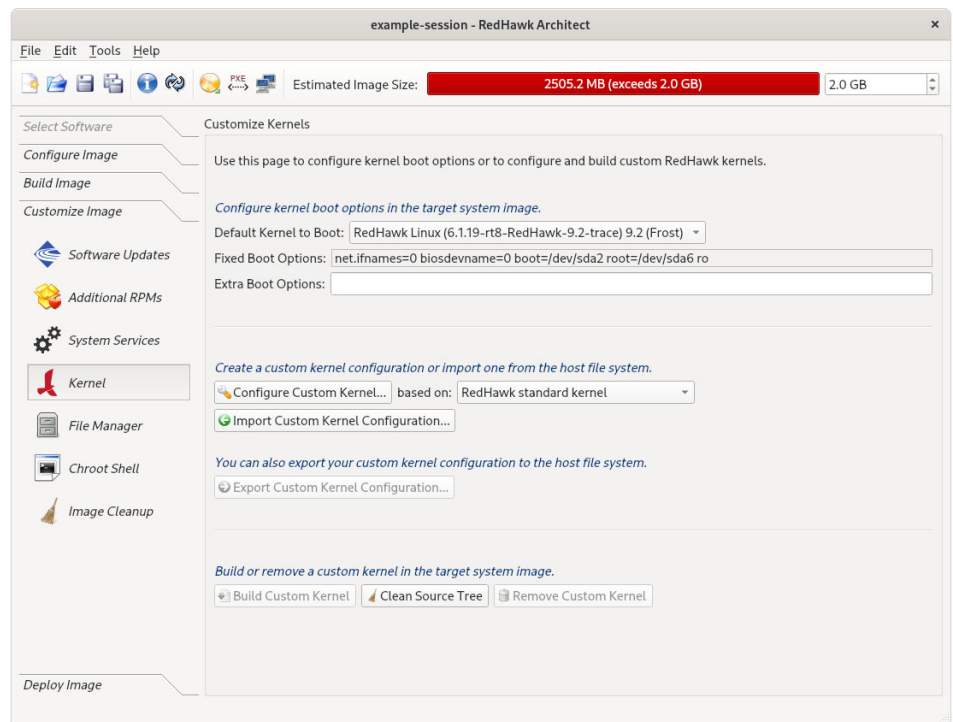 example-session - RedHawk Architect
File Edit Tools Help
PXE
Estimated Image Size: 2505.2 MB (exceeds 2.0 GB) 2.0 GB
Select Software
Configure Image
Build Image
Customize Image
Software Updates
Additional RPMs
System Services
Kernel
File Manager
Chroot Shell
Image Cleanup
Deploy Image
Customize Kernels
Use this page to configure kernel boot options or to configure and build custom RedHawk kernels.
Configure kernel boot options in the target system image.
Default Kernel to Boot: RedHawk Linux (6.1.19-rt8-RedHawk-9.2-trace) 9.2 (Frost)
Fixed Boot Options: net.ifnames=0 biosdevname=0 boot=/dev/sda2 root=/dev/sda6 ro
Extra Boot Options:
Create a custom kernel configuration or import one from the host file system.
Configure Custom Kernel... based on: RedHawk standard kernel
Import Custom Kernel Configuration...
You can also export your custom kernel configuration to the host file system.
Export Custom Kernel Configuration...
Build or remove a custom kernel in the target system image.
Build Custom Kernel Clean Source Tree Remove Custom Kernel